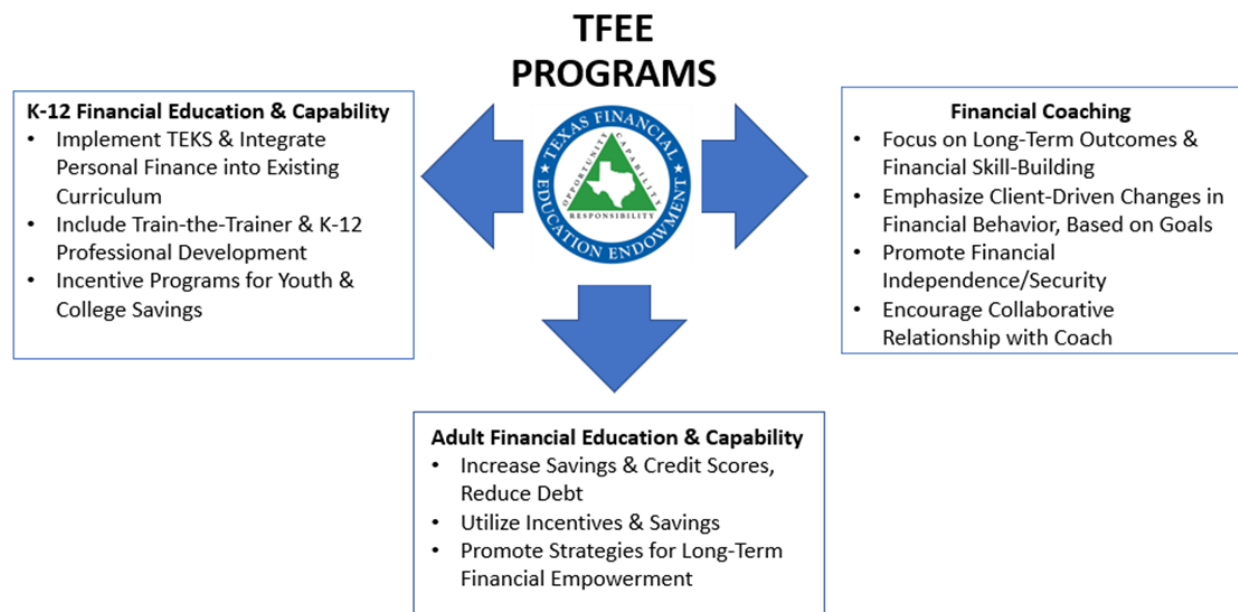 TFEE
PROGRAMS
K-12 Financial Education & Capability
• Implement TEKS & Integrate
Personal Finance into Existing
Curriculum
• Include Train-the-Trainer & K-12
Professional Development
• Incentive Programs for Youth &
College Savings
TEXAS FINANCIAL
EDUCATION ENDOWMENT
OPPORTUNITY
CAPABILITY
RESPONSIBILITY
Financial Coaching
• Focus on Long-Term Outcomes &
Financial Skill-Building
• Emphasize Client-Driven Changes in
Financial Behavior, Based on Goals
• Promote Financial
Independence/Security
• Encourage Collaborative
Relationship with Coach
Adult Financial Education & Capability
• Increase Savings & Credit Scores,
Reduce Debt
• Utilize Incentives & Savings
• Promote Strategies for Long-Term
Financial Empowerment